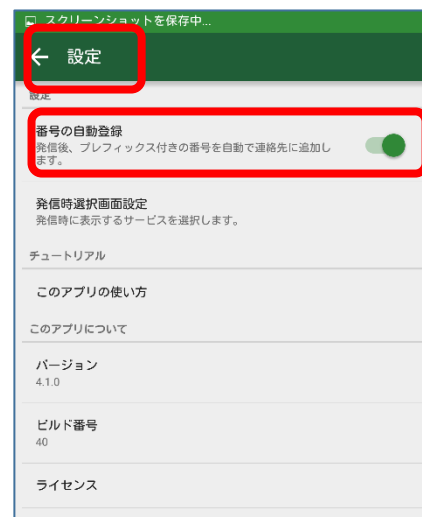 スクリーンショットを保存中...
設定
設定
番号の自動登録
発信後、プレフィックス付きの番号を自動で連絡先に追加し
ます。
発信時選択画面設定
発信時に表示するサービスを選択します。
チュートリアル
このアプリの使い方
このアプリについて
バージョン
4.1.0
ビルド番号
40
ライセンス